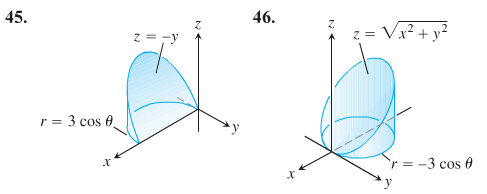 45.
z
z = −y
r = 3 cos θ
x
y
46.
z
z = √x² + y²
x
r = −3 cos θ
y